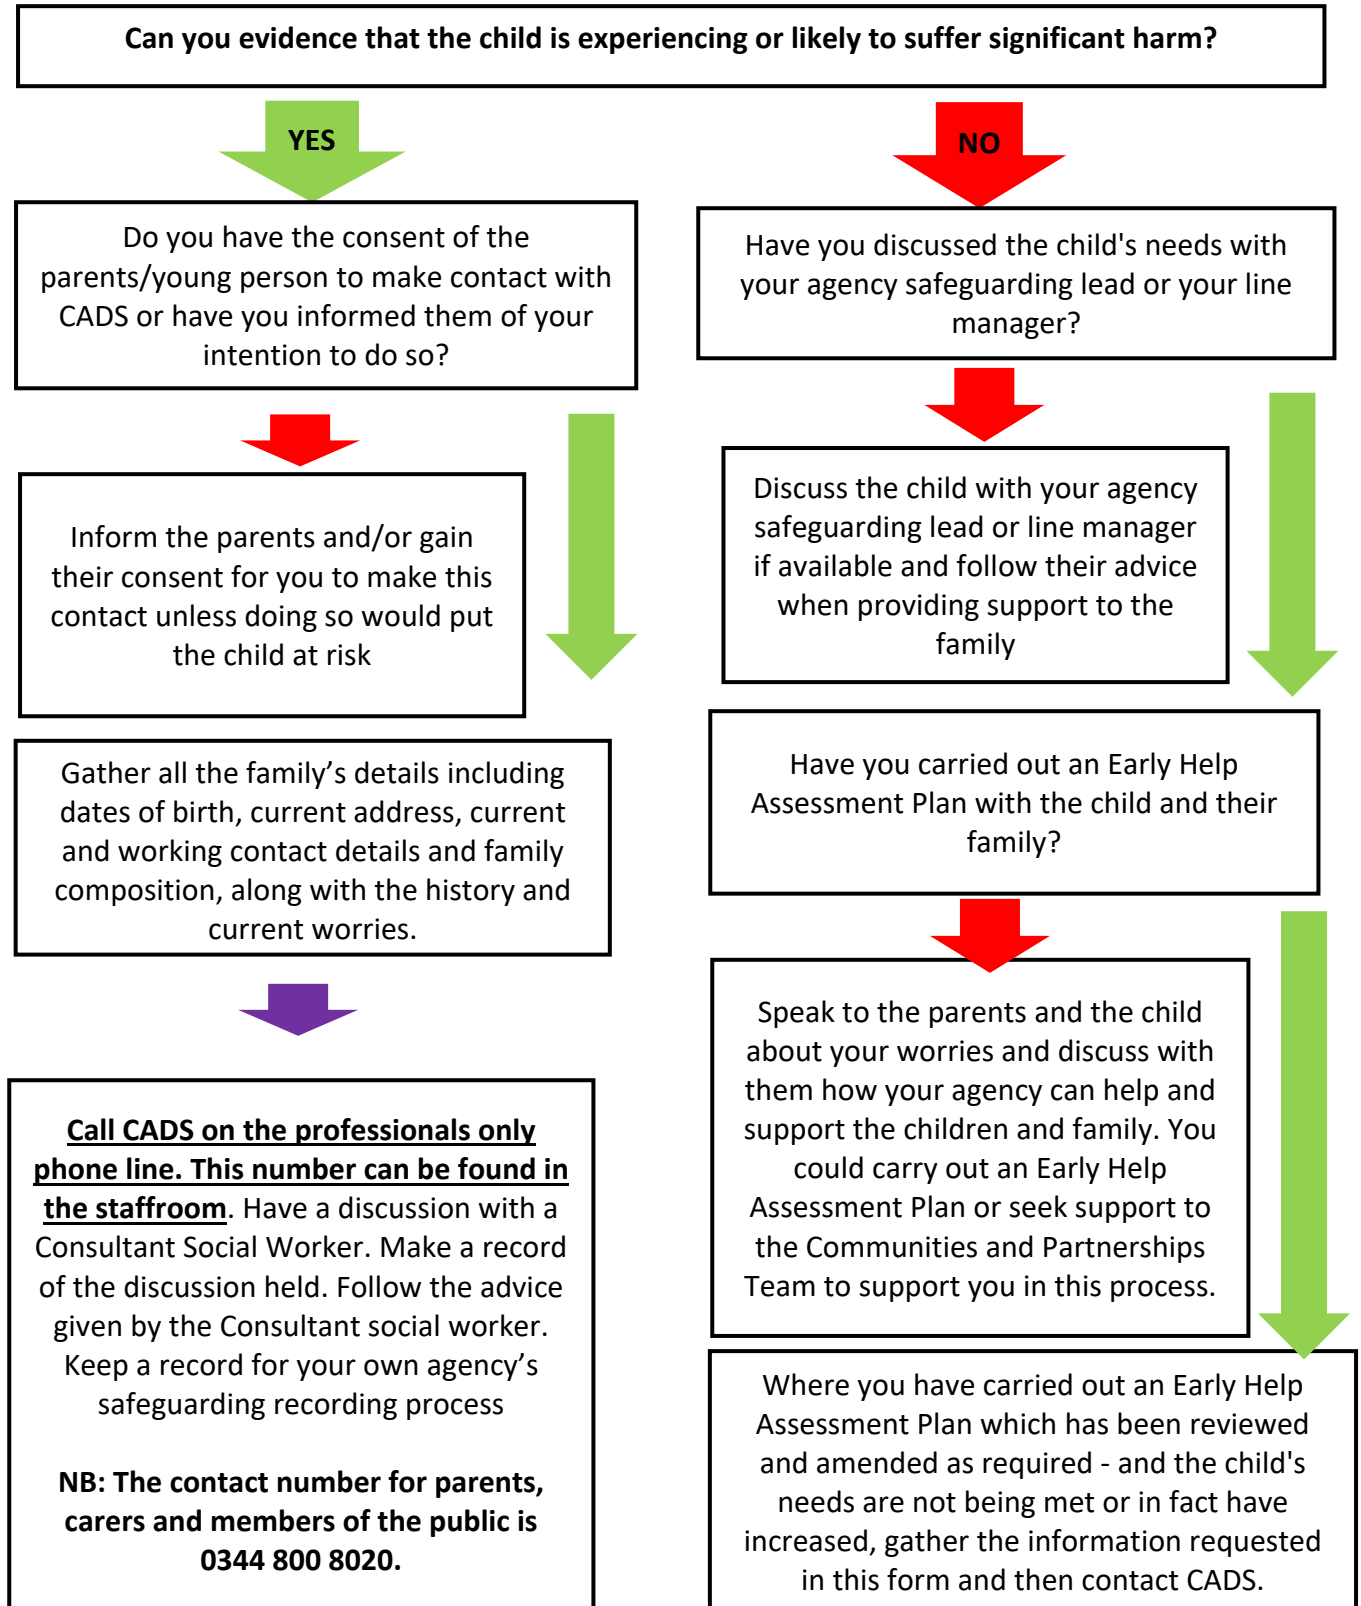 Can you evidence that the child is experiencing or likely to suffer significant harm?
YES
NO
Do you have the consent of the
parents/young person to make contact with
CADS or have you informed them of your
intention to do so?
Have you discussed the child's needs with
your agency safeguarding lead or your line
manager?
Inform the parents and/or gain
their consent for you to make this
contact unless doing so would put
the child at risk
Discuss the child with your agency
safeguarding lead or line manager
if available and follow their advice
when providing support to the
family
Gather all the family’s details including
dates of birth, current address, current
and working contact details and family
composition, along with the history and
current worries.
Have you carried out an Early Help
Assessment Plan with the child and their
family?
Call CADS on the professionals only
phone line. This number can be found in
the staffroom. Have a discussion with a
Consultant Social Worker. Make a record
of the discussion held. Follow the advice
given by the Consultant social worker.
Keep a record for your own agency’s
safeguarding recording process
NB: The contact number for parents,
carers and members of the public is
0344 800 8020.
Speak to the parents and the child
about your worries and discuss with
them how your agency can help and
support the children and family. You
could carry out an Early Help
Assessment Plan or seek support to
the Communities and Partnerships
Team to support you in this process.
Where you have carried out an Early Help
Assessment Plan which has been reviewed
and amended as required - and the child's
needs are not being met or in fact have
increased, gather the information requested
in this form and then contact CADS.